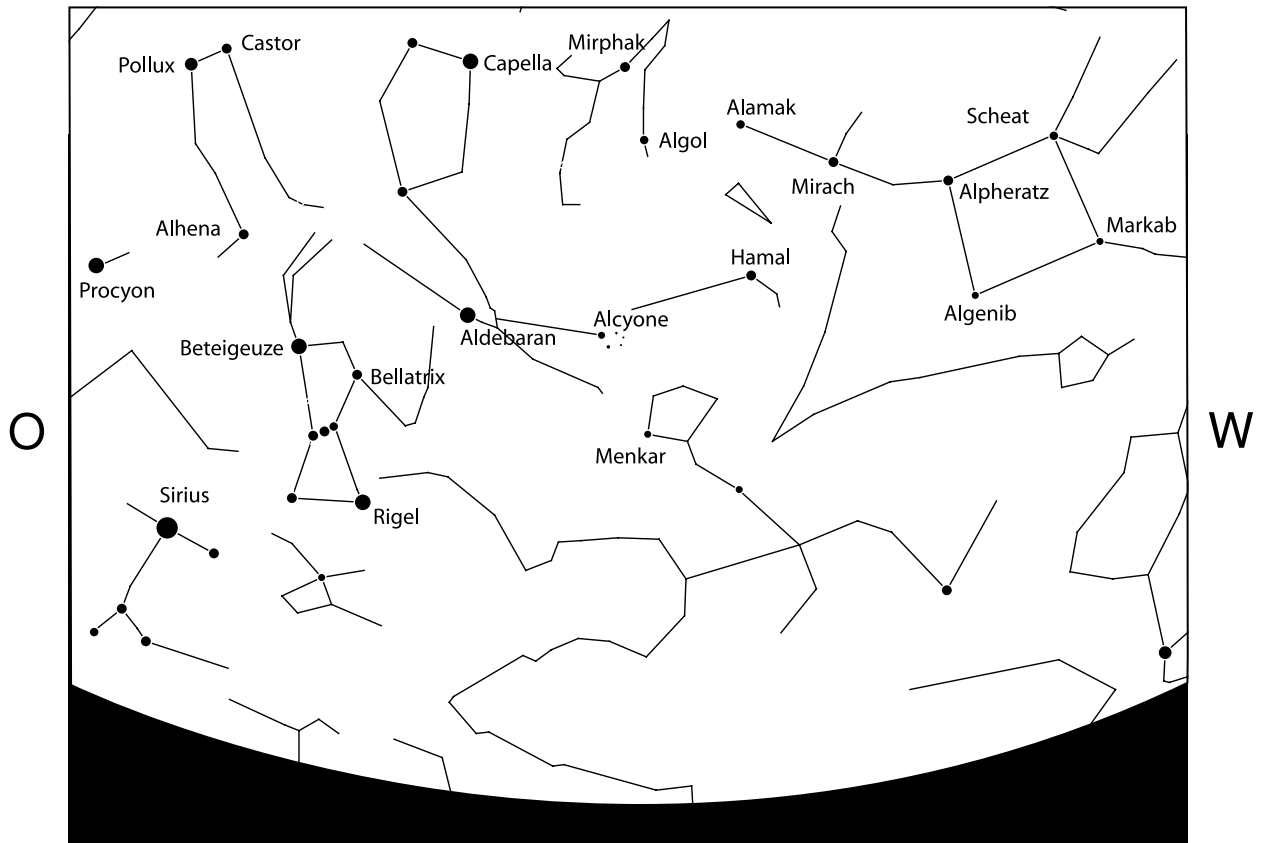 Castor
Mirphak
Pollux
Capella
Alamak
Scheat
Algol
Mirach
Alpheratz
Alhena
Markab
Hamal
Procyon
Algenib
Alcyone
Aldebaran
Beteigeuze
Bellatrix
O
W
Menkar
Sirius
Rigel